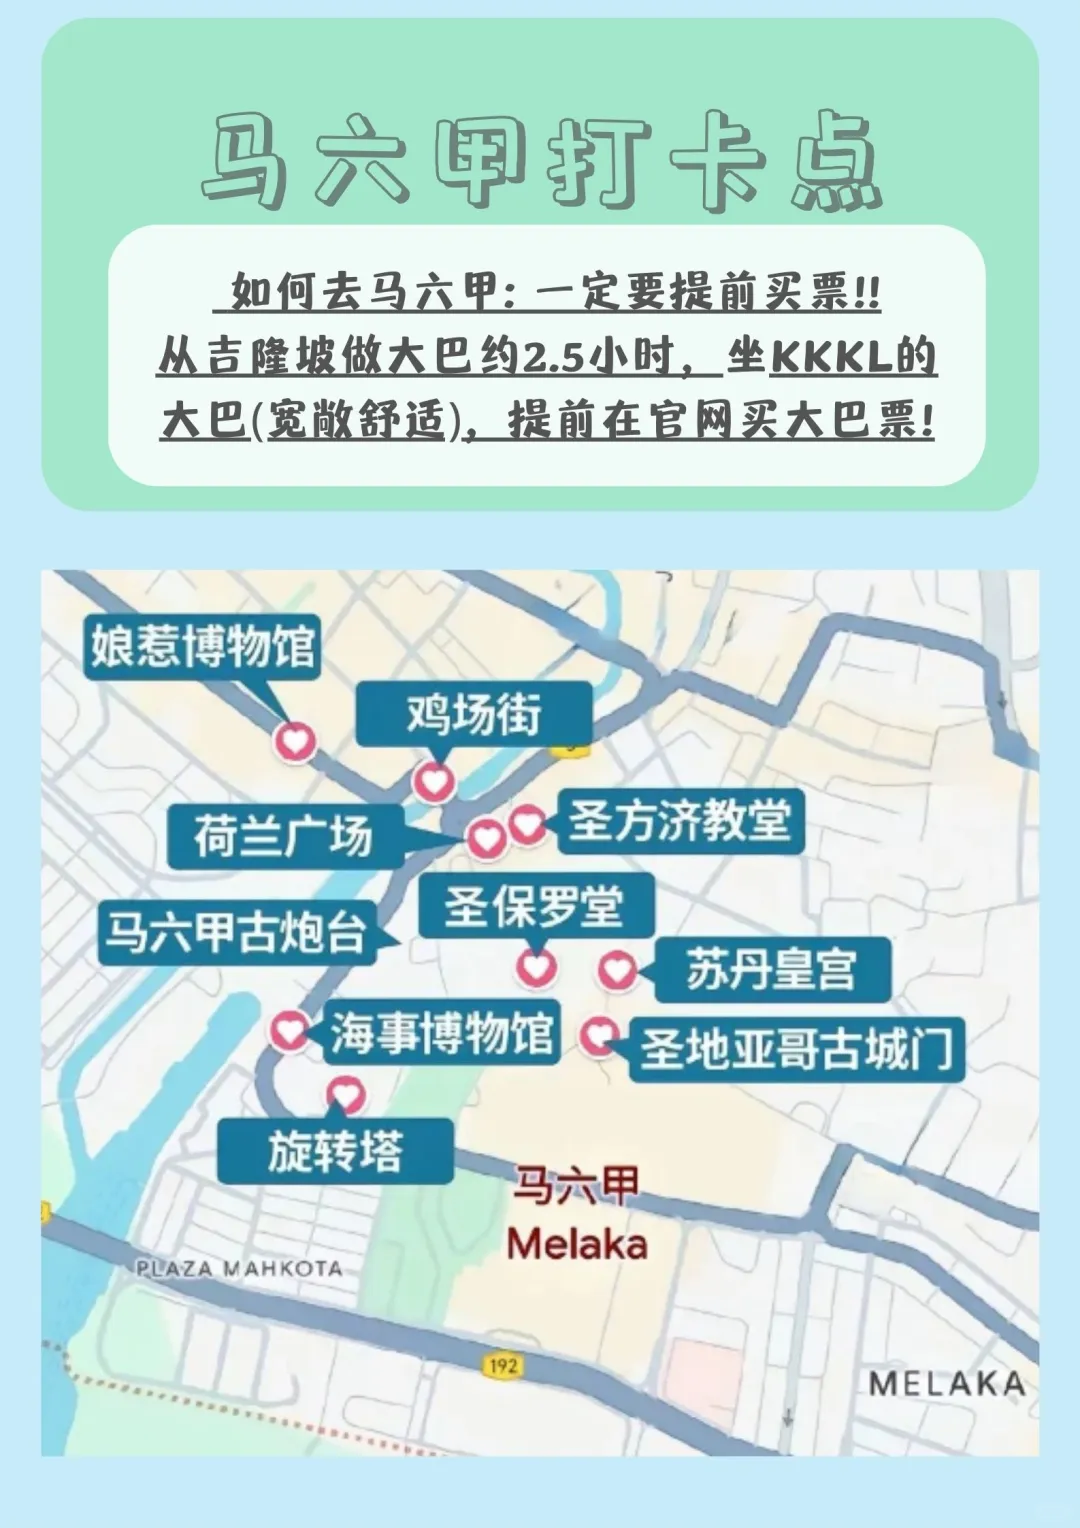 马六甲打卡点
如何去马六甲: 一定要提前买票!!
从吉隆坡做大巴约2.5小时，坐KKKL的
大巴(宽敞舒适)，提前在官网买大巴票!
娘惹博物馆
鸡场街
荷兰广场
圣方济教堂
圣保罗堂
马六甲古炮台
苏丹皇宫
海事博物馆
圣地亚哥古城门
旋转塔
马六甲
Melaka
PLAZA MAHKOTA
192
MELAKA